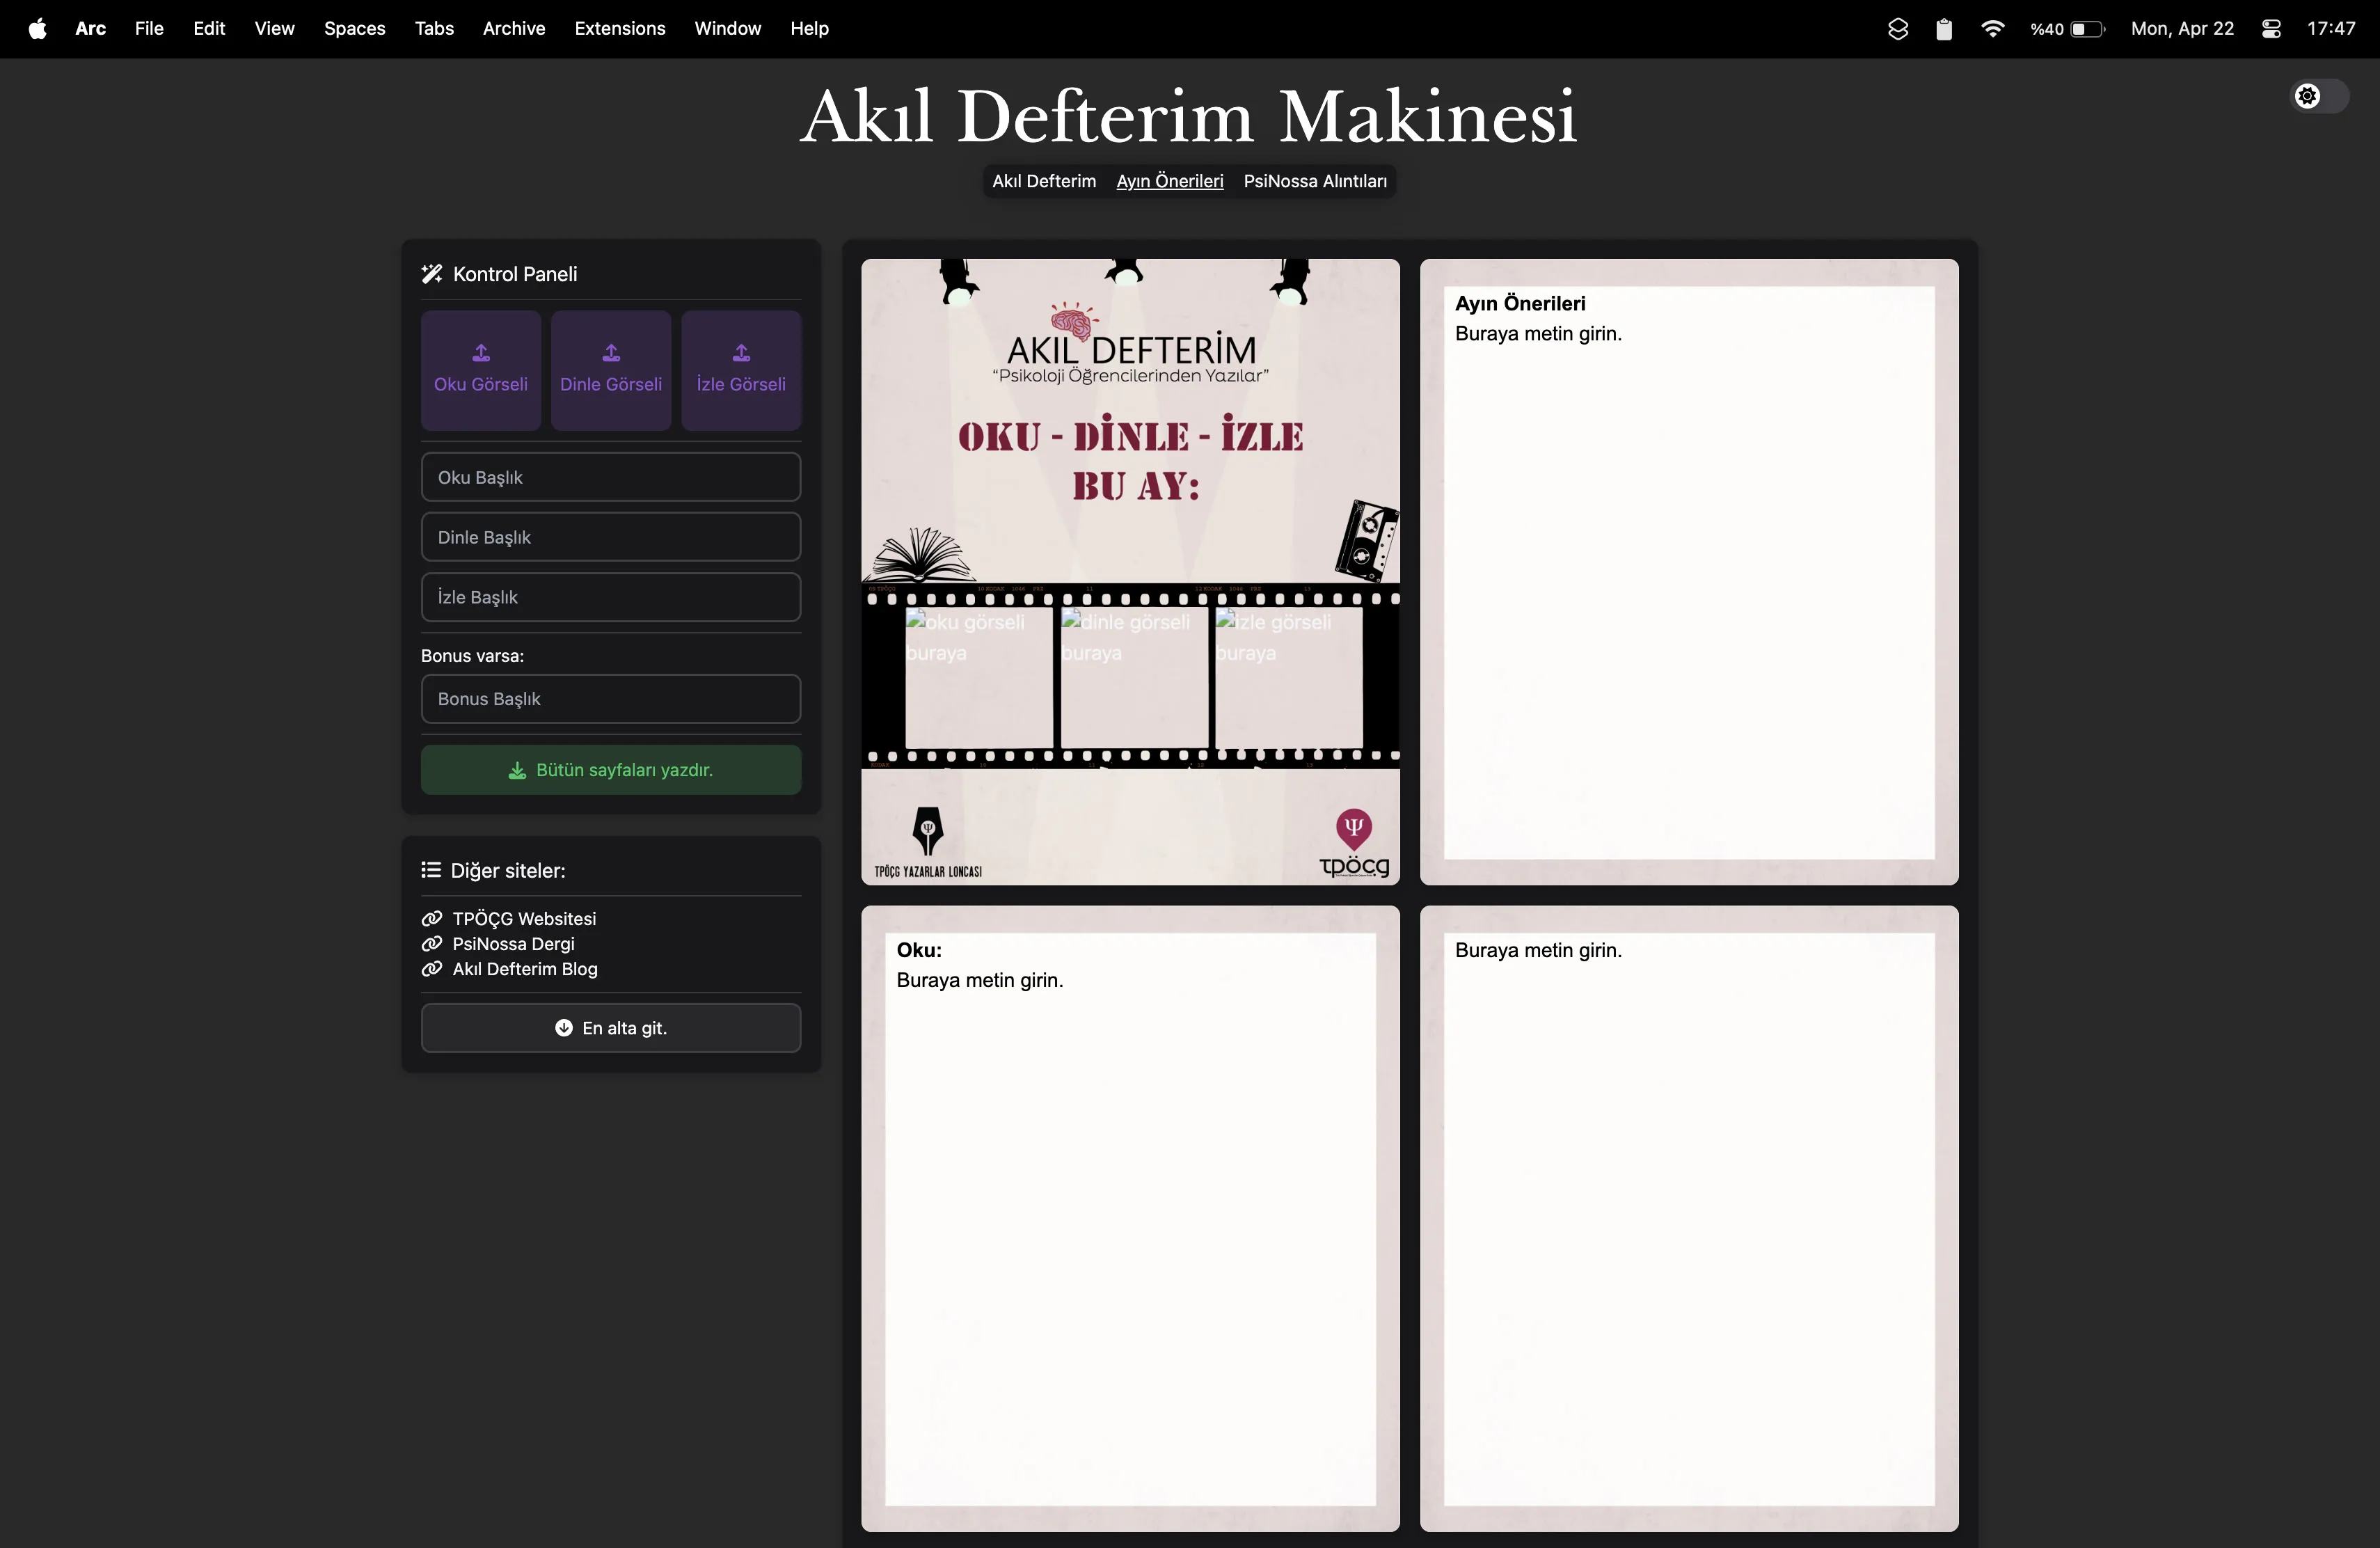 Arc File Edit View Spaces Tabs Archive Extensions Window Help %40 Mon, Apr 22 17:47
Akıl Defterim Makinesi
Akıl Defterim Ayın Önerileri PsiNossa Alıntıları
Kontrol Paneli
Oku Görseli Dinle Görseli İzle Görseli
Oku Başlık
Dinle Başlık
İzle Başlık
Bonus varsa:
Bonus Başlık
Bütün sayfaları yazdır.
Diğer siteler:
TPÖÇG Websitesi
PsiNossa Dergi
Akıl Defterim Blog
En alta git.
AKIL DEFTERİM
“Psikoloji Öğrencilerinden Yazılar”
OKU - DİNLE - İZLE
BU AY:
oku görseli
buraya
dinle görseli
buraya
izle görseli
buraya
TPÖÇG YAZARLAR LONCASI
Ψ
tpöçg
Ayın Önerileri
Buraya metin girin.
Oku:
Buraya metin girin.
Buraya metin girin.